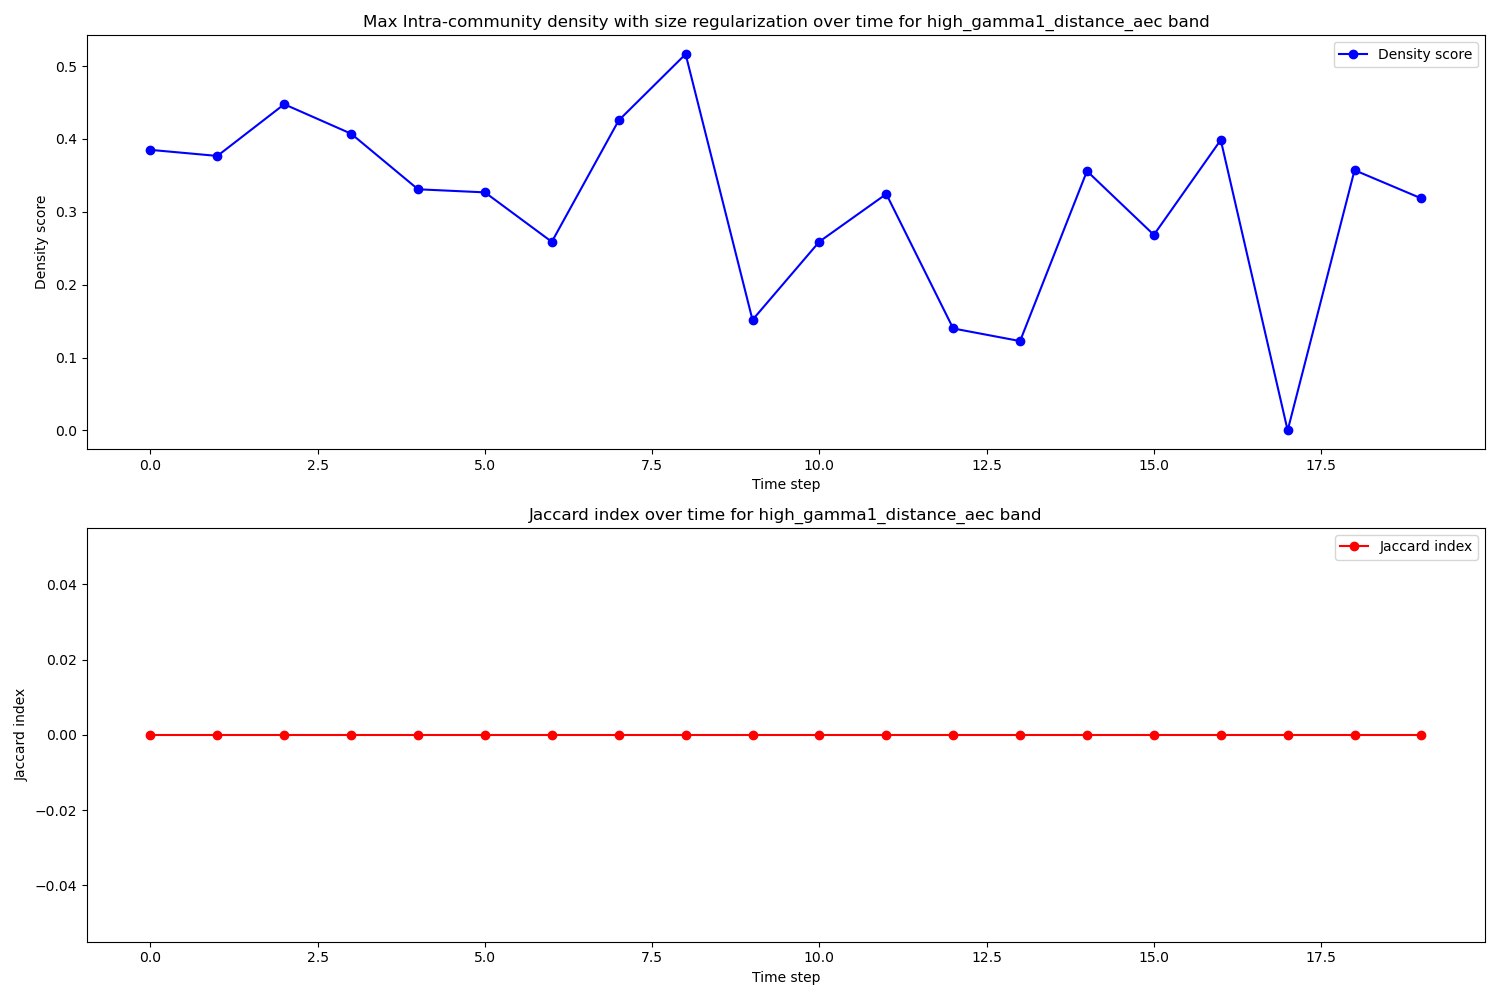 Max Intra-community density with size regularization over time for high_gamma1_distance_aec band
Density score
0.5
0.4
0.3
0.2
0.1
0.0
Density score
0.0 2.5 5.0 7.5 10.0 12.5 15.0 17.5
Time step
Jaccard index over time for high_gamma1_distance_aec band
Jaccard index
0.04
0.02
0.00
−0.02
−0.04
Jaccard index
0.0 2.5 5.0 7.5 10.0 12.5 15.0 17.5
Time step